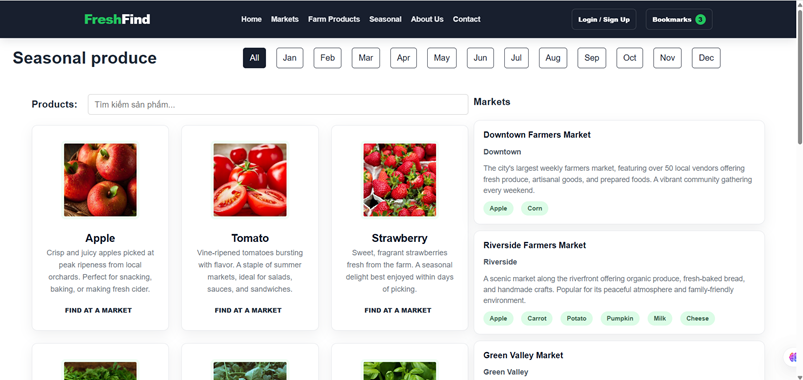 FreshFind
Home Markets Farm Products Seasonal About Us Contact
Login / Sign Up
Bookmarks 3
Seasonal produce
All Jan Feb Mar Apr May Jun Jul Aug Sep Oct Nov Dec
Products:
Tìm kiếm sản phẩm...
Apple
Crisp and juicy apples picked at
peak ripeness from local
orchards. Perfect for snacking,
baking, or making fresh cider.
FIND AT A MARKET
Tomato
Vine-ripened tomatoes bursting
with flavor. A staple of summer
markets, ideal for salads,
sauces, and sandwiches.
FIND AT A MARKET
Strawberry
Sweet, fragrant strawberries
fresh from the farm. A seasonal
delight best enjoyed within days
of picking.
FIND AT A MARKET
Markets
Downtown Farmers Market
Downtown
The city's largest weekly farmers market, featuring over 50 local vendors offering
fresh produce, artisanal goods, and prepared foods. A vibrant community gathering
every weekend.
Apple Corn
Riverside Farmers Market
Riverside
A scenic market along the riverfront offering organic produce, fresh-baked bread,
and handmade crafts. Popular for its peaceful atmosphere and family-friendly
environment.
Apple Carrot Potato Pumpkin Milk Cheese
Green Valley Market
Green Valley